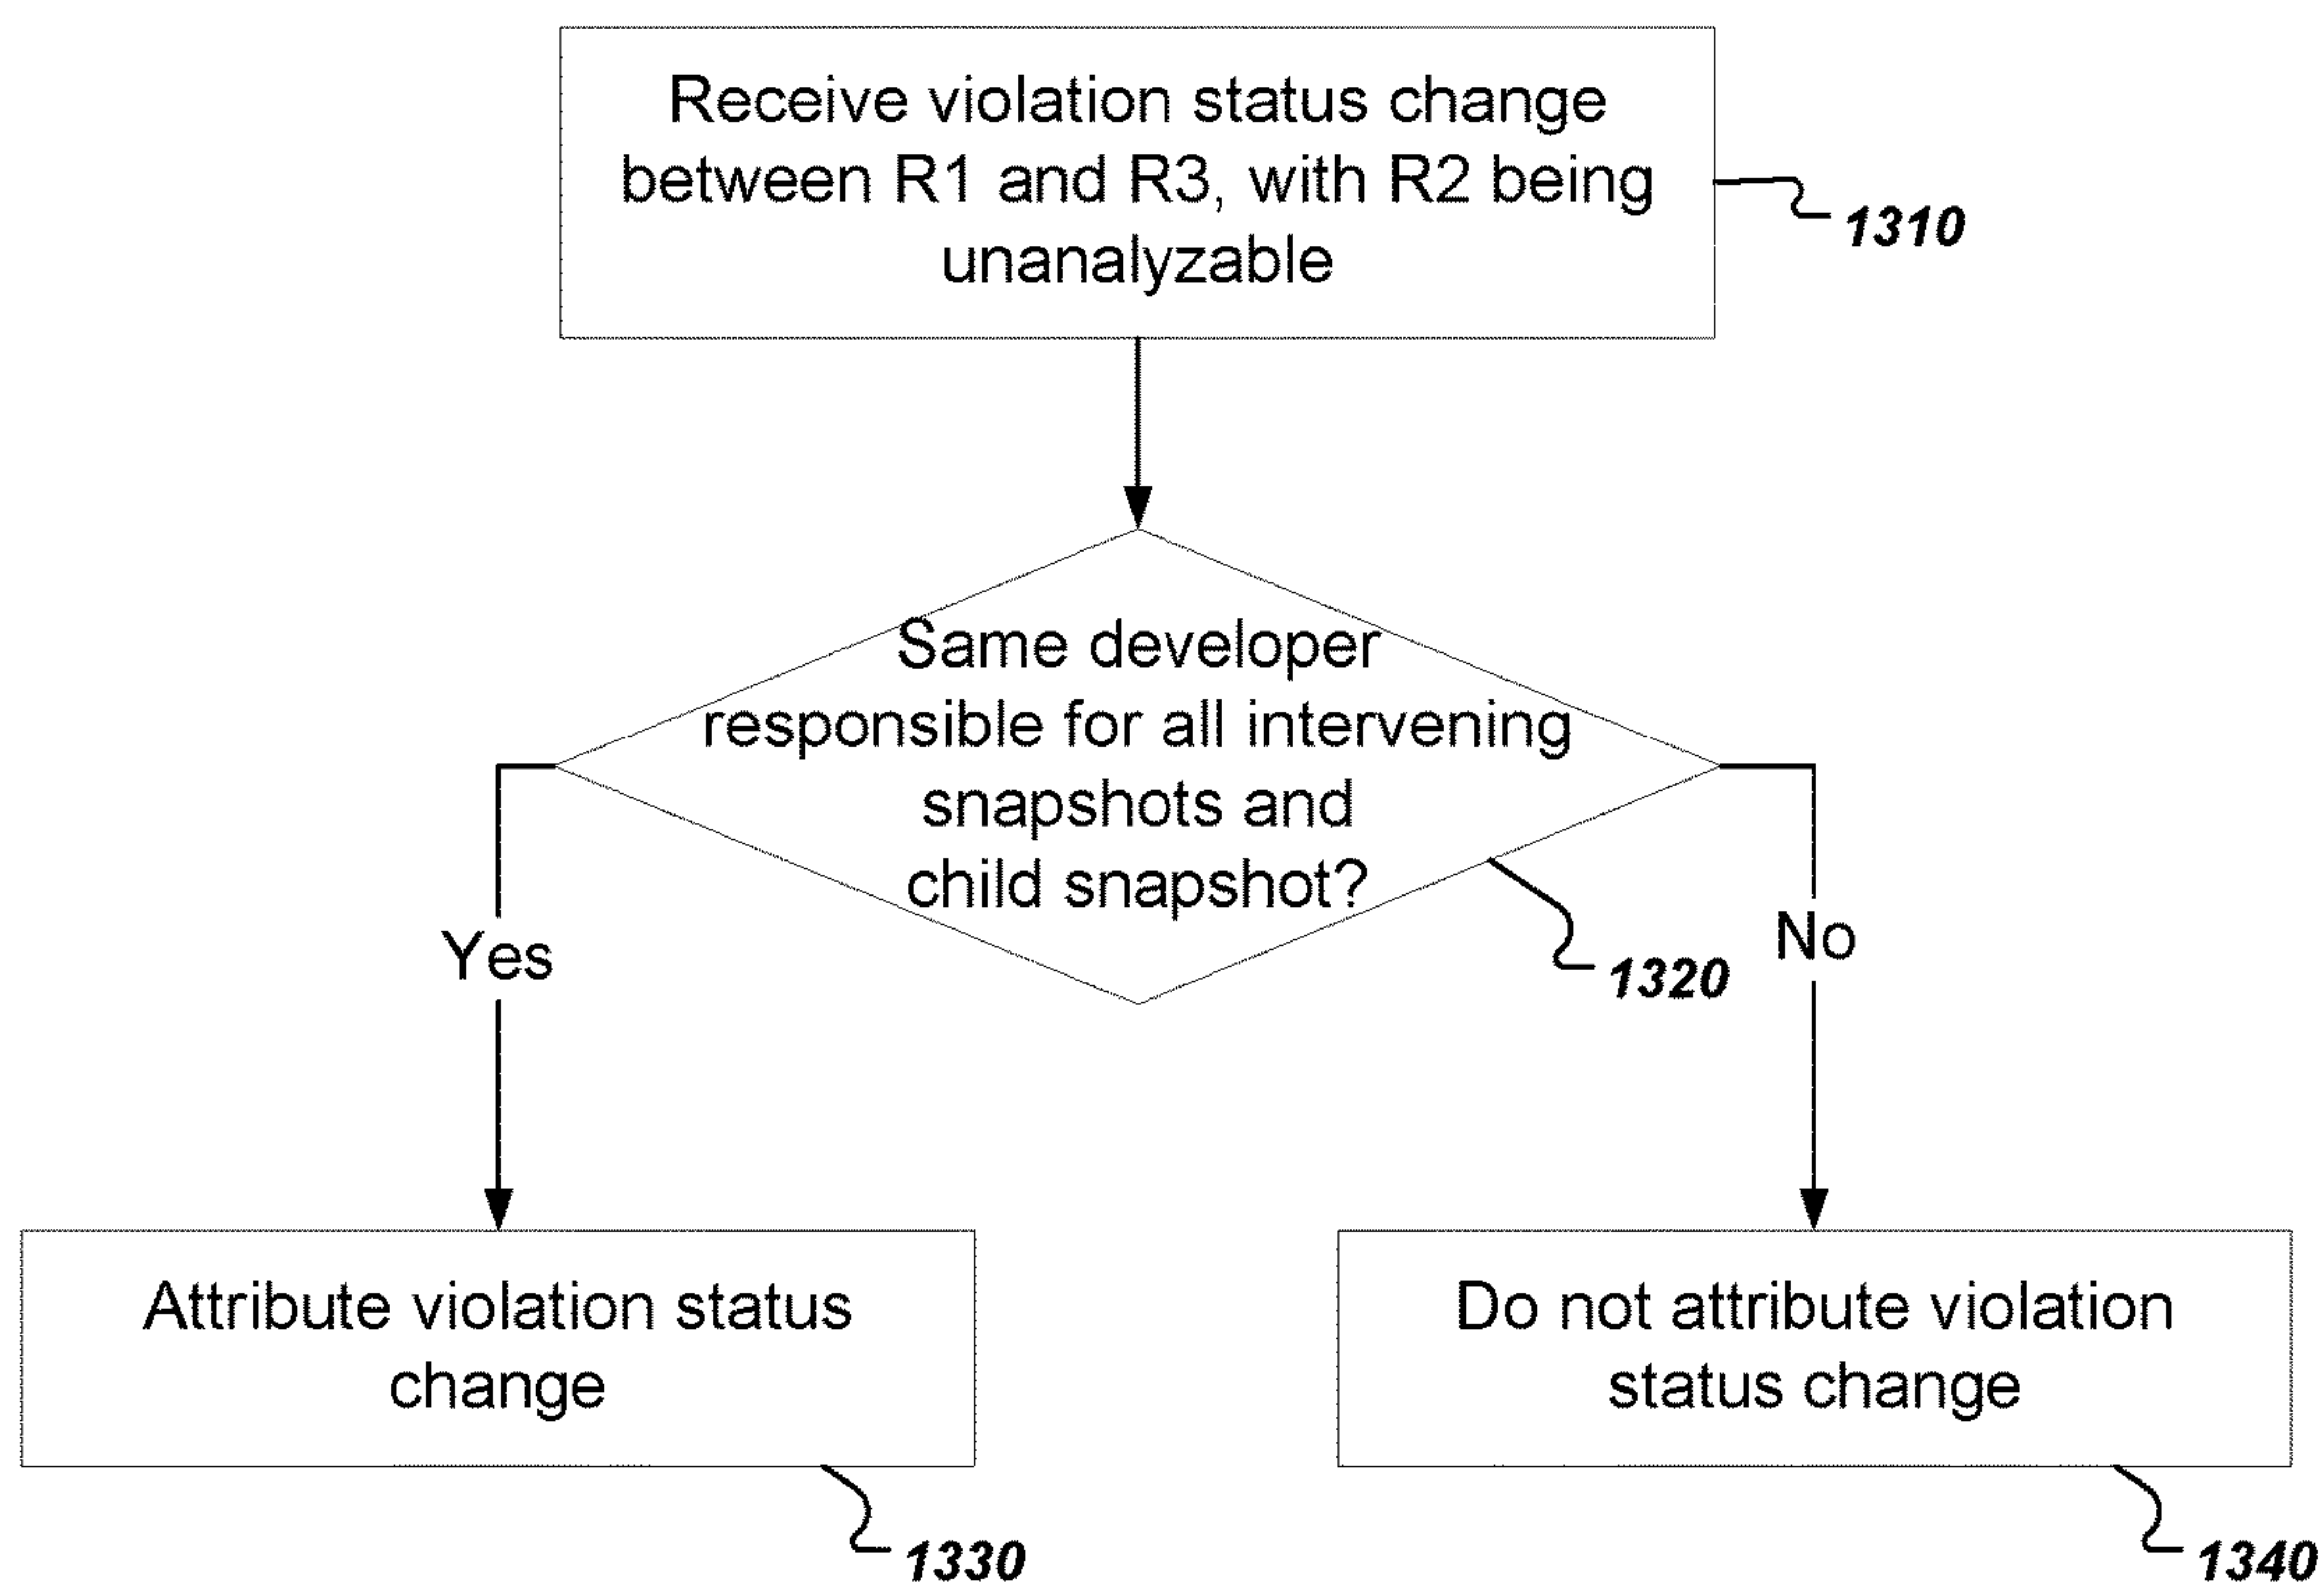 Receive violation status change
between R1 and R3, with R2 being
unanalyzable
1310
Same developer
responsible for all intervening
snapshots and
child snapshot?
1320
Yes
No
Attribute violation status
change
1330
Do not attribute violation
status change
1340